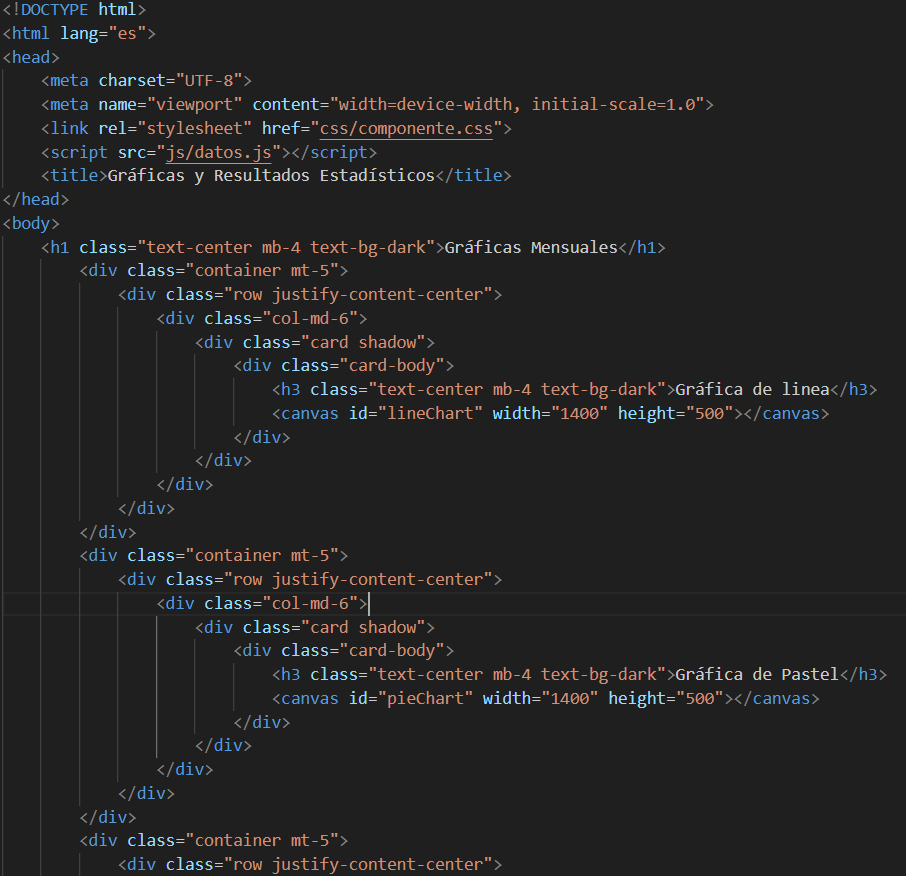 <!DOCTYPE html>
<html lang="es">
<head>
    <meta charset="UTF-8">
    <meta name="viewport" content="width=device-width, initial-scale=1.0">
    <link rel="stylesheet" href="css/componente.css">
    <script src="js/datos.js"></script>
    <title>Gráficas y Resultados Estadísticos</title>
</head>
<body>
    <h1 class="text-center mb-4 text-bg-dark">Gráficas Mensuales</h1>
        <div class="container mt-5">
            <div class="row justify-content-center">
                <div class="col-md-6">
                    <div class="card shadow">
                        <div class="card-body">
                            <h3 class="text-center mb-4 text-bg-dark">Gráfica de linea</h3>
                            <canvas id="lineChart" width="1400" height="500"></canvas>
                        </div>
                    </div>
                </div>
            </div>
        </div>
        <div class="container mt-5">
            <div class="row justify-content-center">
                <div class="col-md-6">
                    <div class="card shadow">
                        <div class="card-body">
                            <h3 class="text-center mb-4 text-bg-dark">Gráfica de Pastel</h3>
                            <canvas id="pieChart" width="1400" height="500"></canvas>
                        </div>
                    </div>
                </div>
            </div>
        </div>
        <div class="container mt-5">
            <div class="row justify-content-center">